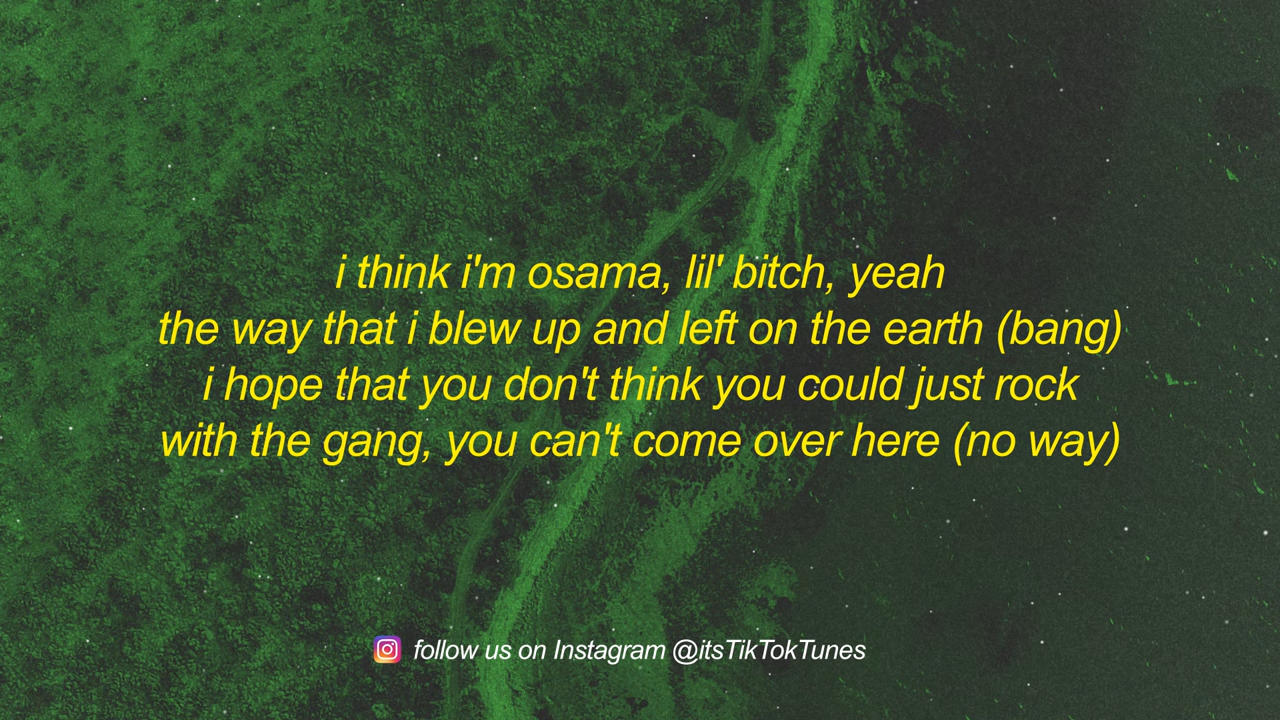 i think i'm osama, lil' bitch, yeah
the way that i blew up and left on the earth (bang)
i hope that you don't think you could just rock
with the gang, you can't come over here (no way)
follow us on Instagram @itsTikTokTunes